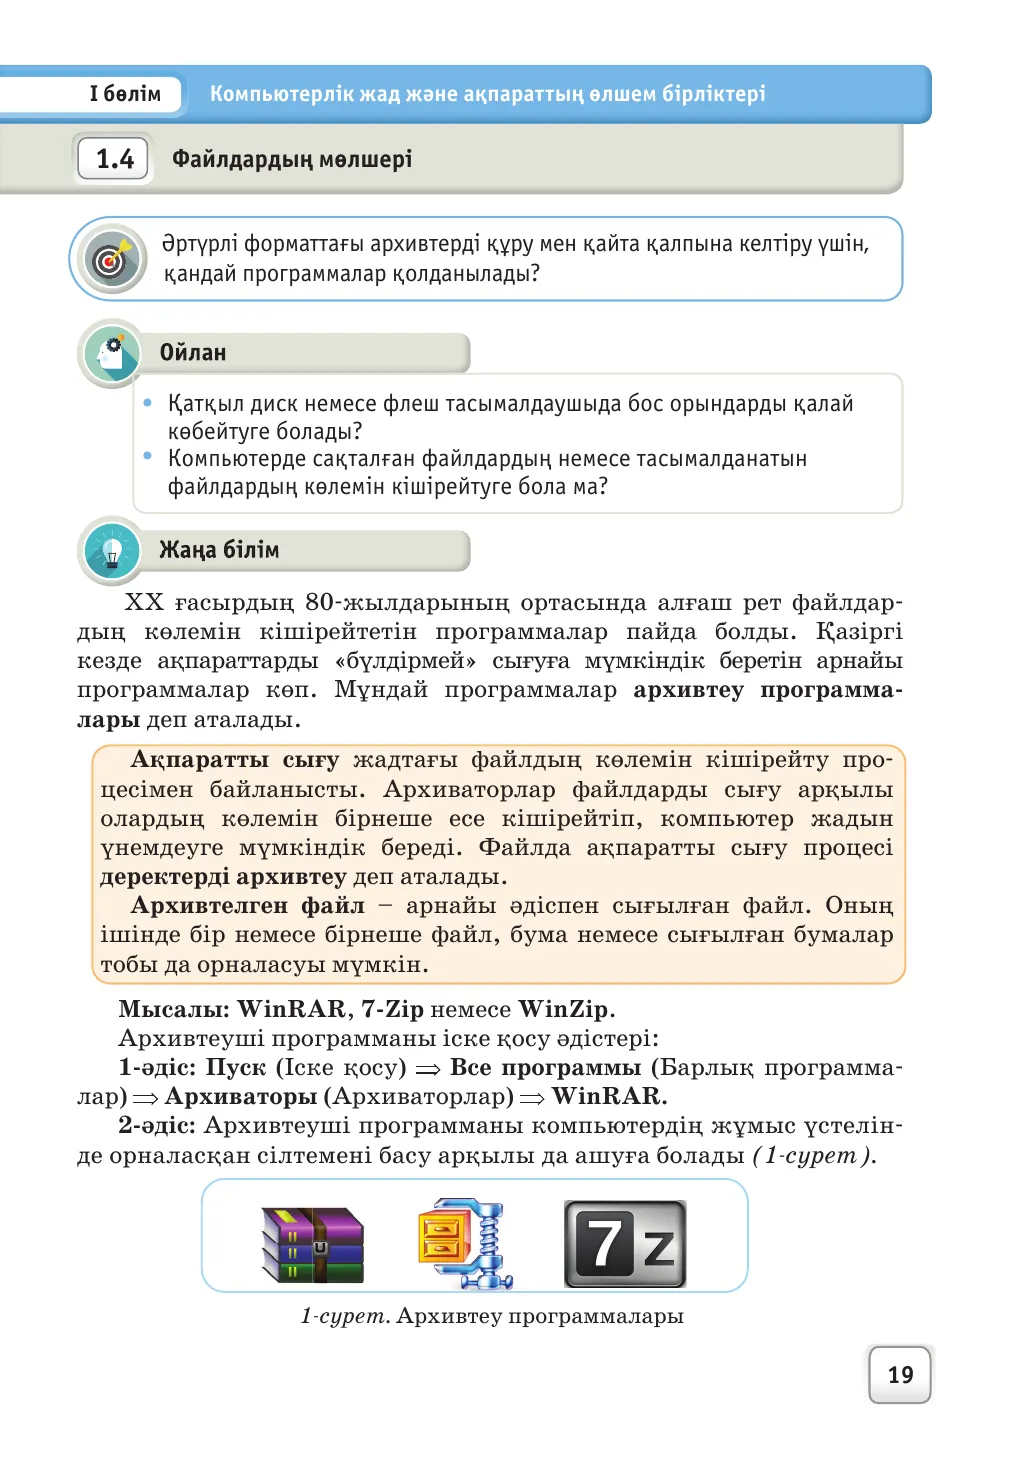 I бөлім
Компьютерлік жад және ақпараттың өлшем бірліктері
1.4
Файлдардың мөлшері
Әртүрлі форматтағы архивтерді құру мен қайта қалпына келтіру үшін,
қандай программалар қолданылады?
Ойлан
• Қатқыл диск немесе флеш тасымалдаушыда бос орындарды қалай
көбейтуге болады?
• Компьютерде сақталған файлдардың немесе тасымалданатын
файлдардың көлемін кішірейтуге бола ма?
Жаңа білім
XX ғасырдың 80-жылдарының ортасында алғаш рет файлдар-
дың көлемін кішірейтетін программалар пайда болды. Қазіргі
кезде ақпараттарды «бүлдірмей» сығуға мүмкіндік беретін арнайы
программалар көп. Мұндай программалар архивтеу программа-
лары деп аталады.
Ақпаратты сығу жадтағы файлдың көлемін кішірейту про-
цесімен байланысты. Архиваторлар файлдарды сығу арқылы
олардың көлемін бірнеше есе кішірейтіп, компьютер жадын
үнемдеуге мүмкіндік береді. Файлда ақпаратты сығу процесі
деректерді архивтеу деп аталады.
Архивтелген файл – арнайы әдіспен сығылған файл. Оның
ішінде бір немесе бірнеше файл, бума немесе сығылған бумалар
тобы да орналасуы мүмкін.
Мысалы: WinRAR, 7-Zip немесе WinZip.
Архивтеуші программаны іске қосу әдістері:
1-әдіс: Пуск (Іске қосу) ⇒ Все программы (Барлық программа-
лар) ⇒ Архиваторы (Архиваторлар) ⇒ WinRAR.
2-әдіс: Архивтеуші программаны компьютердің жұмыс үстелін-
де орналасқан сілтемені басу арқылы да ашуға болады (1-сурет).
7z
1-сурет. Архивтеу программалары
19